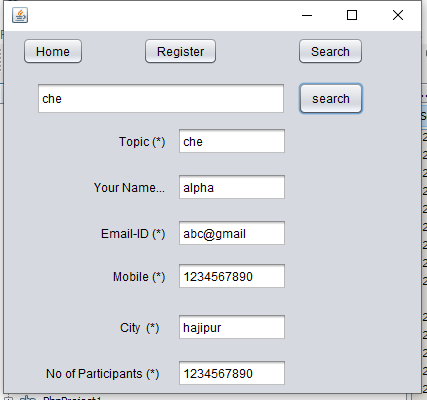 Home Register Search
che search
Topic (*) che
Your Name... alpha
Email-ID (*) abc@gmail
Mobile (*) 1234567890
City (*) hajipur
No of Participants (*) 1234567890
PhpProject1